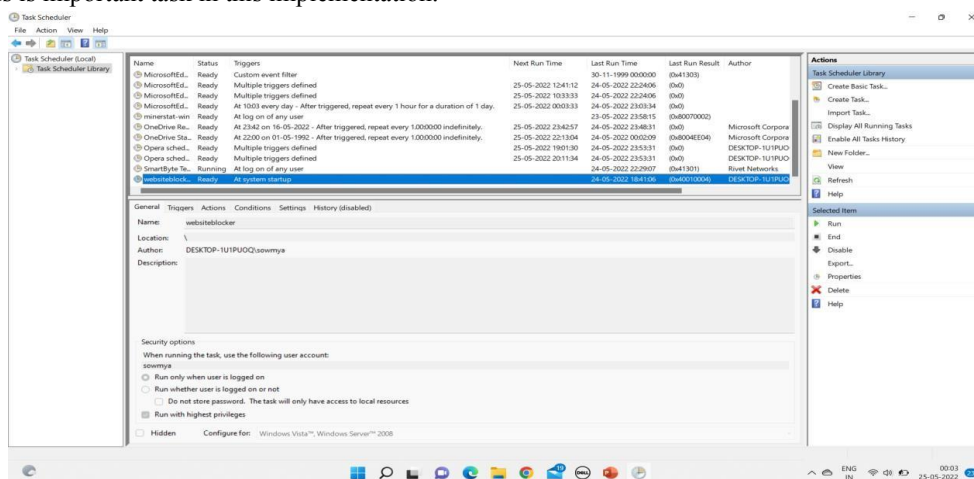 is important task in this implementation.
Task Scheduler
File Action View Help
Task Scheduler (Local)
Task Scheduler Library
Name Status Triggers Next Run Time Last Run Time Last Run Result Author
MicrosoftEd... Ready Custom event filter 30-11-1999 00:00:00 (0x41303)
MicrosoftEd... Ready Multiple triggers defined 25-05-2022 12:41:12 24-05-2022 22:24:06 (0x0)
MicrosoftEd... Ready Multiple triggers defined 25-05-2022 10:33:33 24-05-2022 22:24:06 (0x0)
MicrosoftEd... Ready At 10:03 every day - After triggered, repeat every 1 hour for a duration of 1 day. 25-05-2022 00:03:33 24-05-2022 23:03:34 (0x0)
minerstat-win Ready At log on of any user 23-05-2022 23:58:15 (0x80070002)
OneDrive Re... Ready At 23:42 on 16-05-2022 - After triggered, repeat every 1.00:00:00 indefinitely. 25-05-2022 23:42:57 24-05-2022 23:48:31 (0x0) Microsoft Corpora
OneDrive Sta... Ready At 22:00 on 01-05-1992 - After triggered, repeat every 1.00:00:00 indefinitely. 25-05-2022 22:13:04 24-05-2022 00:02:09 (0x8004EE04) Microsoft Corpora
Opera sched... Ready Multiple triggers defined 25-05-2022 19:01:30 24-05-2022 23:53:31 (0x0) DESKTOP-1U1PUO
Opera sched... Ready Multiple triggers defined 25-05-2022 20:11:34 24-05-2022 23:53:31 (0x0) DESKTOP-1U1PUO
SmartByte Te... Running At log on of any user 24-05-2022 22:29:07 (0x41301) Rivet Networks
websiteblock... Ready At system startup 24-05-2022 18:41:06 (0x40010004) DESKTOP-1U1PUO
General Triggers Actions Conditions Settings History (disabled)
Name: websiteblocker
Location: \
Author: DESKTOP-1U1PUOQ\sowmya
Description:
Security options
When running the task, use the following user account:
sowmya
Run only when user is logged on
Run whether user is logged on or not
Do not store password. The task will only have access to local resources
Run with highest privileges
Hidden Configure for: Windows Vista™, Windows Server™ 2008
Actions
Task Scheduler Library
Create Basic Task...
Create Task...
Import Task...
Display All Running Tasks
Enable All Tasks History
New Folder...
View
Refresh
Help
Selected Item
Run
End
Disable
Export...
Properties
Delete
Help
DELL
ENG
IN
00:03
25-05-2022